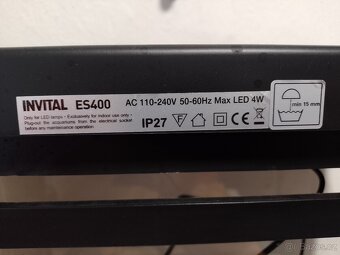 INVITAL ES400 AC 110-240V 50-60Hz Max LED 4W
Only for LED lamps - Exclusively for indoor use only -
Plug-out the acquariums from the electrical socket
before any maintenance operation
IP27 F CE
min 15 mm